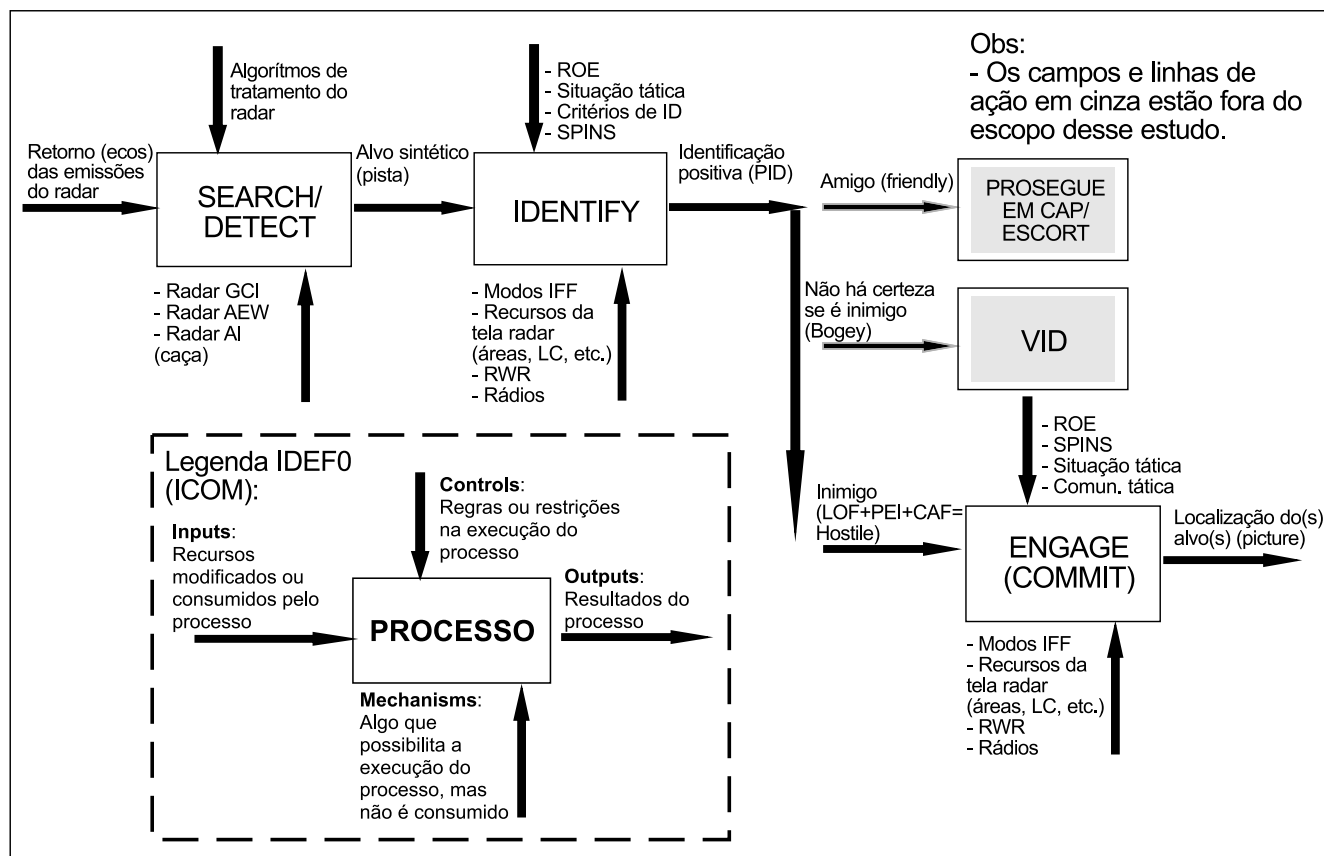 Algorítmos de
tratamento do
radar
- ROE
- Situação tática
- Critérios de ID
- SPINS
Obs:
- Os campos e linhas de
ação em cinza estão fora do
escopo desse estudo.
Retorno (ecos)
das emissões
do radar
SEARCH/
DETECT
Alvo sintético
(pista)
IDENTIFY
Identificação
positiva (PID)
Amigo (friendly)
PROSEGUE
EM CAP/
ESCORT
- Radar GCI
- Radar AEW
- Radar AI
(caça)
- Modos IFF
- Recursos da
tela radar
(áreas, LC, etc.)
- RWR
- Rádios
Não há certeza
se é inimigo
(Bogey)
VID
- ROE
- SPINS
- Situação tática
- Comun. tática
Inimigo
(LOF+PEI+CAF=
Hostile)
ENGAGE
(COMMIT)
Localização do(s)
alvo(s) (picture)
- Modos IFF
- Recursos da
tela radar
(áreas, LC, etc.)
- RWR
- Rádios
Legenda IDEF0
(ICOM):
Controls:
Regras ou restrições
na execução do
processo
Inputs:
Recursos
modificados ou
consumidos pelo
processo
PROCESSO
Outputs:
Resultados do
processo
Mechanisms:
Algo que
possibilita a
execução do
processo, mas
não é consumido